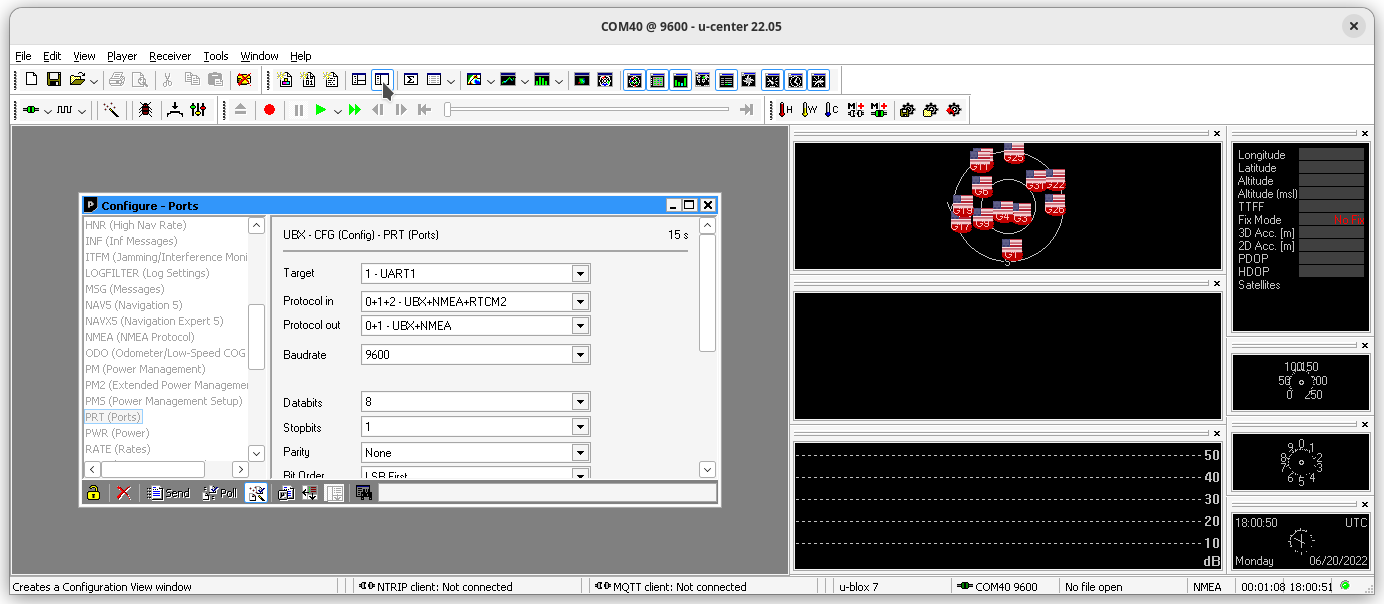 COM40 @ 9600 - u-center 22.05
File Edit View Player Receiver Tools Window Help
H W C M M
Configure - Ports
HNR (High Nav Rate)
INF (Inf Messages)
ITFM (Jamming/Interference Moni
LOGFILTER (Log Settings)
MSG (Messages)
NAV5 (Navigation 5)
NAVX5 (Navigation Expert 5)
NMEA (NMEA Protocol)
ODO (Odometer/Low-Speed COG
PM (Power Management)
PM2 (Extended Power Managemer
PMS (Power Management Setup)
PRT (Ports)
PWR (Power)
RATE (Rates)
UBX - CFG (Config) - PRT (Ports) 15 s
Target 1 - UART1
Protocol in 0+1+2 - UBX+NMEA+RTCM2
Protocol out 0+1 - UBX+NMEA
Baudrate 9600
Databits 8
Stopbits 1
Parity None
Bit Order LSB First
Send Poll
G11 G25
G6 G31 G22
G19 G4 G3 G26
G17 G9
G1
S
50
40
30
20
10
dB
Longitude
Latitude
Altitude
Altitude (msl)
TTFF
Fix Mode No Fix
3D Acc. [m]
2D Acc. [m]
PDOP
HDOP
Satellites
100 150
50 200
0 250
9 0 1
8 2
7 3
6 5 4
18:00:50 UTC
Monday 06/20/2022
Creates a Configuration View window NTRIP client: Not connected MQTT client: Not connected u-blox 7 COM40 9600 No file open NMEA 00:01:08 18:00:51